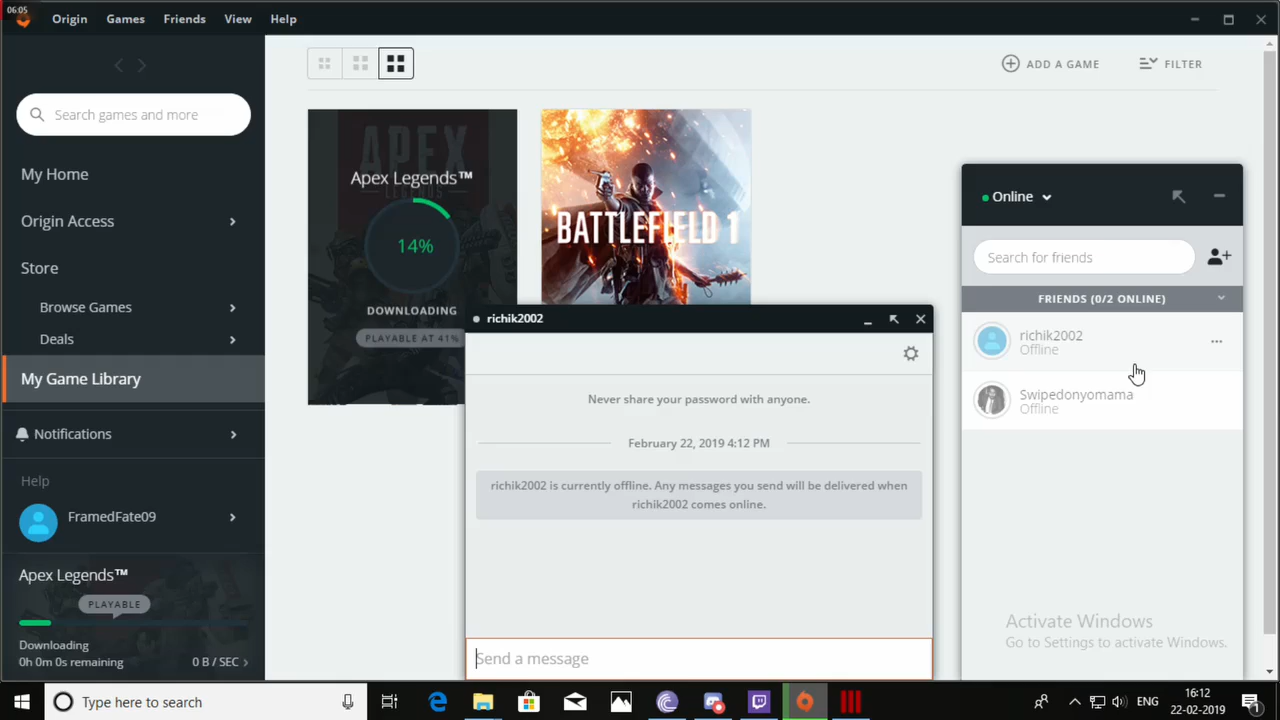 06:05
Origin Games Friends View Help
Search games and more
My Home
Origin Access
Store
Browse Games
Deals
My Game Library
Notifications
Help
FramedFate09
Apex Legends™
PLAYABLE
Downloading
0h 0m 0s remaining
0 B / SEC
ADD A GAME
FILTER
APEX
LEGENDS
Apex Legends™
14%
DOWNLOADING
PLAYABLE AT 41%
BATTLEFIELD 1
richik2002
Never share your password with anyone.
February 22, 2019 4:12 PM
richik2002 is currently offline. Any messages you send will be delivered when
richik2002 comes online.
Send a message
Online
Search for friends
FRIENDS (0/2 ONLINE)
richik2002
Offline
Swipedonyomama
Offline
Activate Windows
Go to Settings to activate Windows.
Type here to search
ENG
16:12
22-02-2019
1